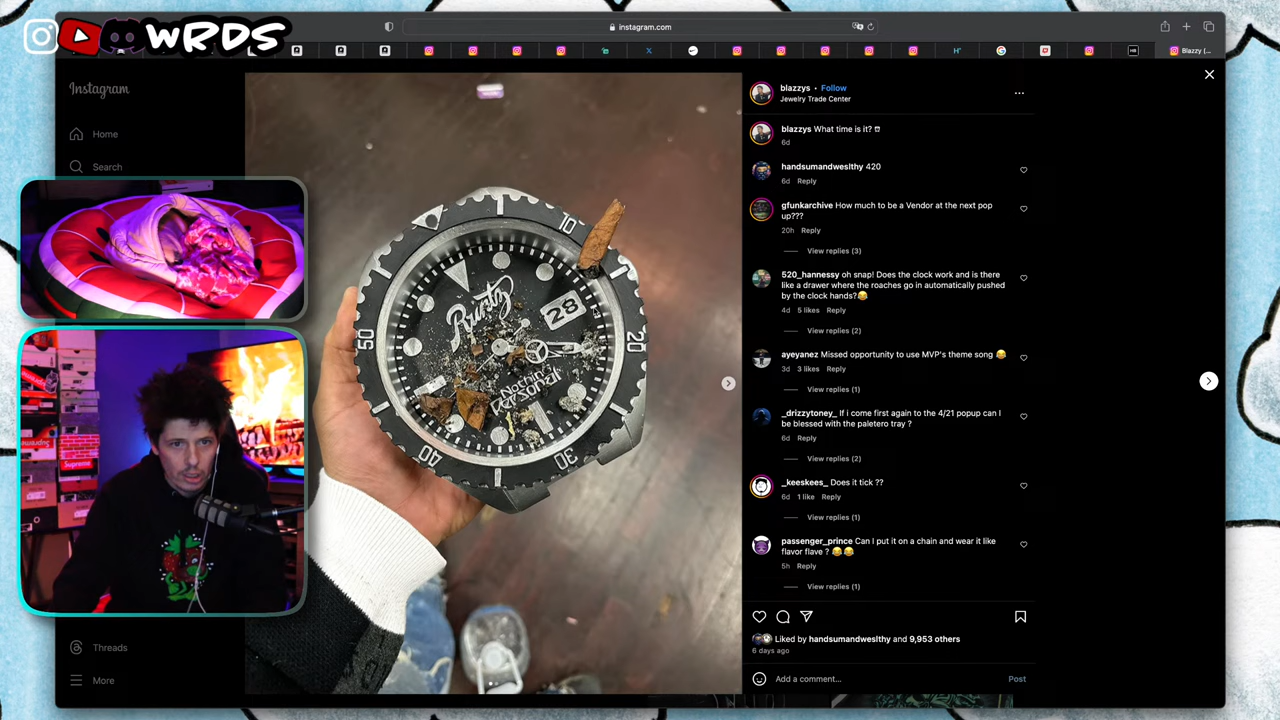 WRDS
instagram.com
Blazzy (...
Instagram
Home
Search
Threads
More
10
20
30
40
50
28
Runtz
Nothing
Personal
Supreme
blazzys • Follow
Jewelry Trade Center
blazzys What time is it?
6d
handsumandweslthy 420
6d Reply
gfunkarchive How much to be a Vendor at the next pop
up???
20h Reply
View replies (3)
520_hannessy oh snap! Does the clock work and is there
like a drawer where the roaches go in automatically pushed
by the clock hands?😂
4d 5 likes Reply
View replies (2)
ayeyanez Missed opportunity to use MVP's theme song 😂
3d 3 likes Reply
View replies (1)
_drizzytoney_ If i come first again to the 4/21 popup can I
be blessed with the paletero tray ?
6d Reply
View replies (2)
_keeskees_ Does it tick ??
6d 1 like Reply
View replies (1)
passenger_prince Can I put it on a chain and wear it like
flavor flave ? 😂😂
5h Reply
View replies (1)
Liked by handsumandweslthy and 9,953 others
6 days ago
Add a comment...
Post